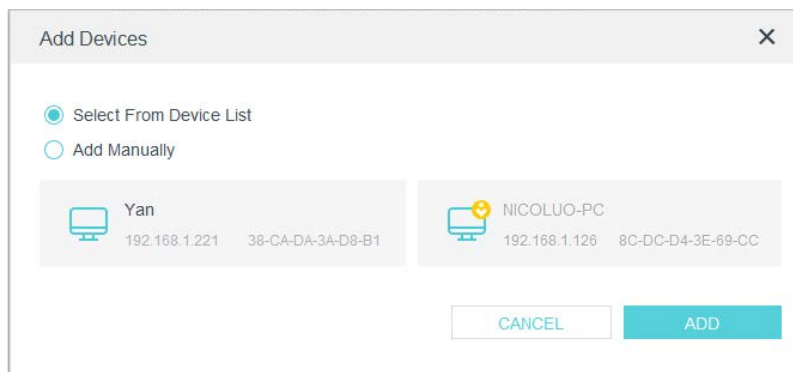 Add Devices
Select From Device List
Add Manually
Yan
192.168.1.221 38-CA-DA-3A-D8-B1
NICOLUO-PC
192.168.1.126 8C-DC-D4-3E-69-CC
CANCEL ADD